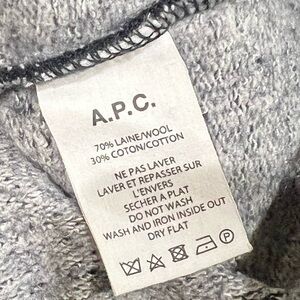 A.P.C.
70% LAINE/WOOL
30% COTON/COTTON
NE PAS LAVER
LAVER ET REPASSER SUR
L'ENVERS
SECHER A PLAT
DO NOT WASH
WASH AND IRON INSIDE OUT
DRY FLAT
P